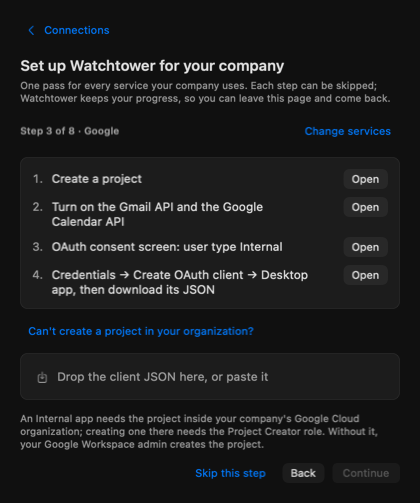 Connections
Set up Watchtower for your company
One pass for every service your company uses. Each step can be skipped;
Watchtower keeps your progress, so you can leave this page and come back.
Step 3 of 8 · Google
Change services
1. Create a project
Open
2. Turn on the Gmail API and the Google
Calendar API
Open
3. OAuth consent screen: user type Internal
Open
4. Credentials → Create OAuth client → Desktop
app, then download its JSON
Open
Can't create a project in your organization?
Drop the client JSON here, or paste it
An Internal app needs the project inside your company's Google Cloud
organization; creating one there needs the Project Creator role. Without it,
your Google Workspace admin creates the project.
Skip this step
Back
Continue